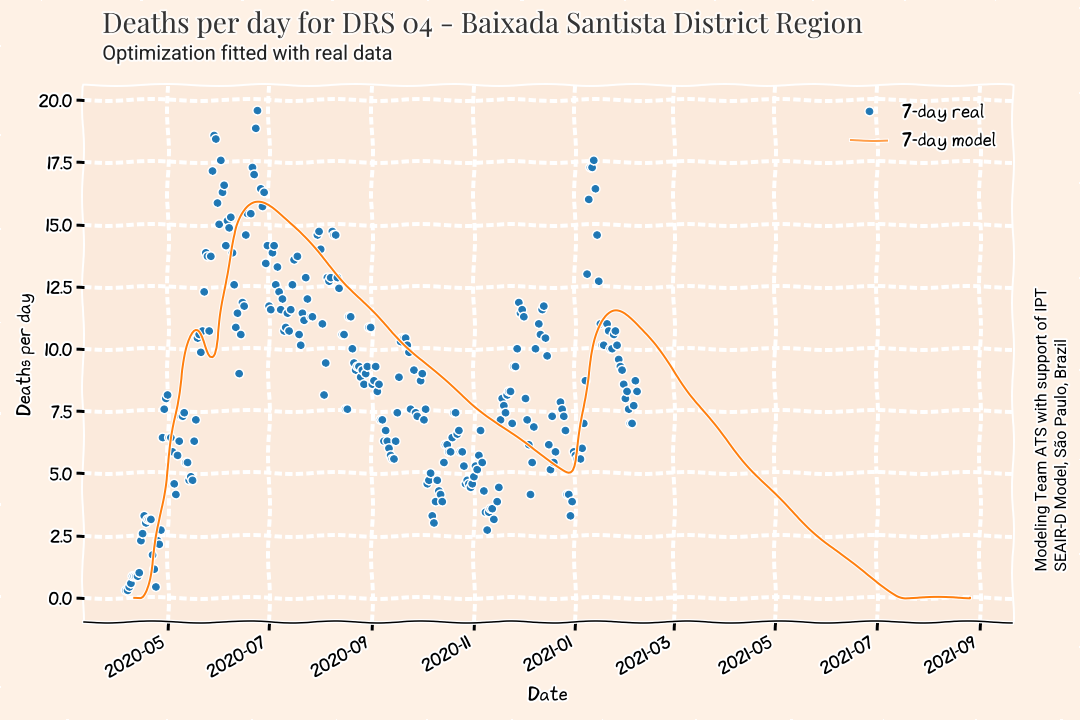 Deaths per day for DRS 04 - Baixada Santista District Region
Optimization fitted with real data
7-day real
7-day model
Deaths per day
20.0
17.5
15.0
12.5
10.0
7.5
5.0
2.5
0.0
2020-05
2020-07
2020-09
2020-11
2021-01
2021-03
2021-05
2021-07
2021-09
Date
Modeling Team ATS with support of IPT
SEAIR-D Model, São Paulo, Brazil